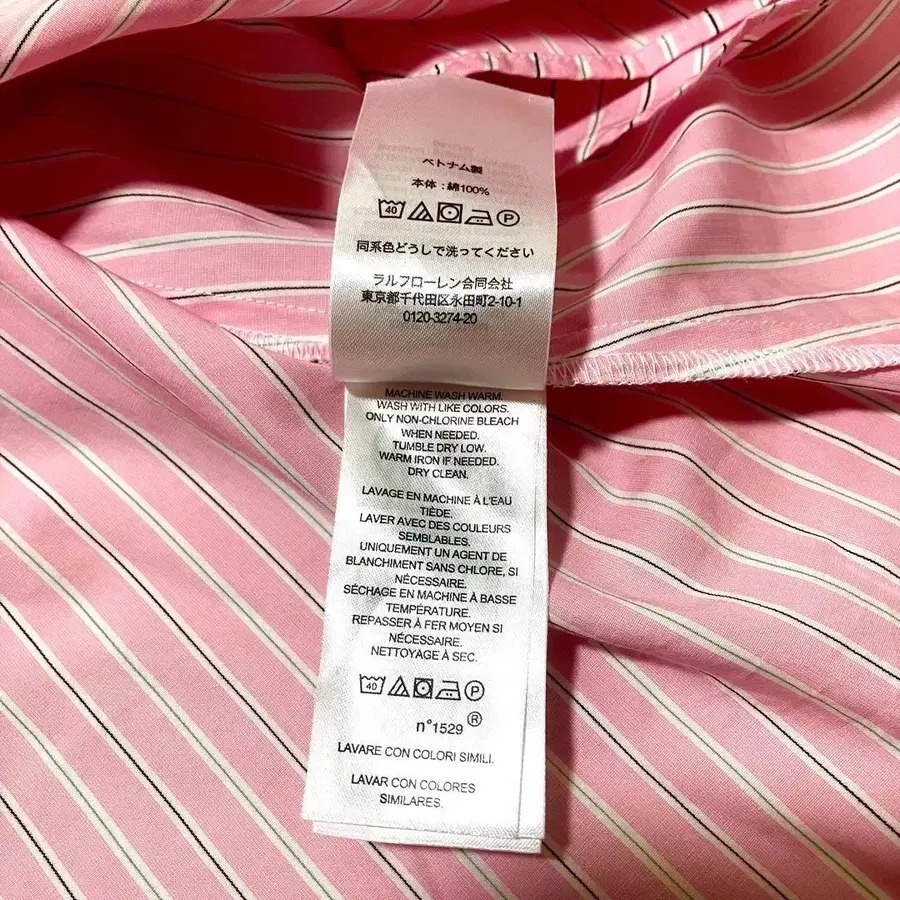 ベトナム製
本体：綿100%
40 P
同系色どうしで洗ってください
ラルフローレン合同会社
東京都千代田区永田町2-10-1
0120-3274-20
MACHINE WASH WARM.
WASH WITH LIKE COLORS.
ONLY NON-CHLORINE BLEACH
WHEN NEEDED.
TUMBLE DRY LOW.
WARM IRON IF NEEDED.
DRY CLEAN.
LAVAGE EN MACHINE À L'EAU
TIÈDE.
LAVER AVEC DES COULEURS
SEMBLABLES.
UNIQUEMENT UN AGENT DE
BLANCHIMENT SANS CHLORE, SI
NÉCESSAIRE.
SÉCHAGE EN MACHINE À BASSE
TEMPÉRATURE.
REPASSER À FER MOYEN SI
NÉCESSAIRE.
NETTOYAGE À SEC.
40 P
n°1529 ®
LAVARE CON COLORI SIMILI.
LAVAR CON COLORES
SIMILARES.